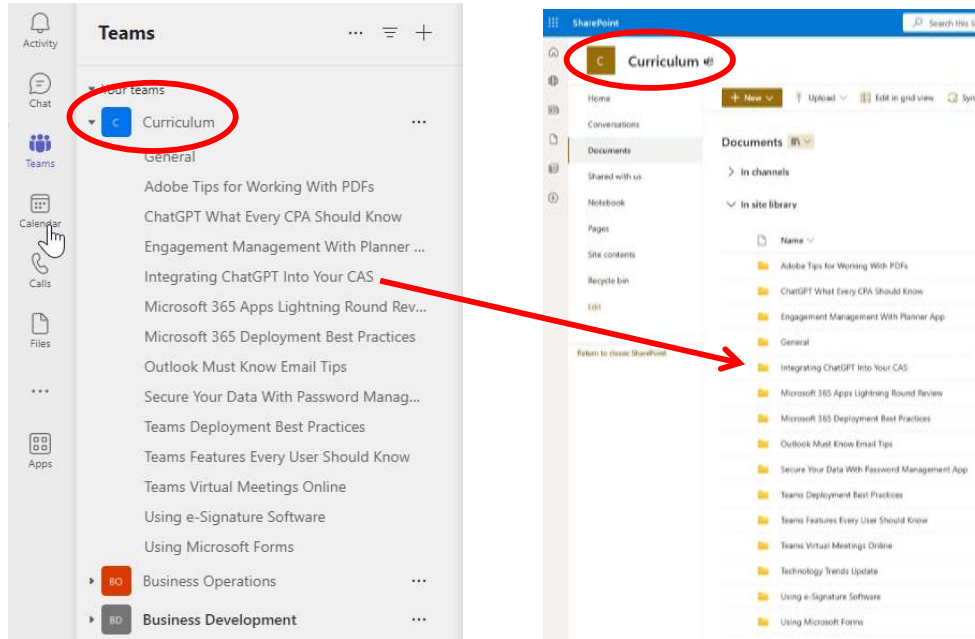 Activity
Chat
Teams
Calendar
Calls
Files
Apps
Teams
Your teams
C Curriculum
General
Adobe Tips for Working With PDFs
ChatGPT What Every CPA Should Know
Engagement Management With Planner ...
Integrating ChatGPT Into Your CAS
Microsoft 365 Apps Lightning Round Rev...
Microsoft 365 Deployment Best Practices
Outlook Must Know Email Tips
Secure Your Data With Password Manag...
Teams Deployment Best Practices
Teams Features Every User Should Know
Teams Virtual Meetings Online
Using e-Signature Software
Using Microsoft Forms
BO Business Operations
BD Business Development
SharePoint
Search this
C Curriculum
Home
Conversations
Documents
Shared with us
Notebook
Pages
Site contents
Recycle bin
Edit
Return to classic SharePoint
+ New Upload Edit in grid view Syn
Documents
In channels
In site library
Name
Adobe Tips for Working With PDFs
ChatGPT What Every CPA Should Know
Engagement Management With Planner App
General
Integrating ChatGPT Into Your CAS
Microsoft 365 Apps Lightning Round Review
Microsoft 365 Deployment Best Practices
Outlook Must Know Email Tips
Secure Your Data With Password Management App
Teams Deployment Best Practices
Teams Features Every User Should Know
Teams Virtual Meetings Online
Technology Trends Update
Using e-Signature Software
Using Microsoft Forms